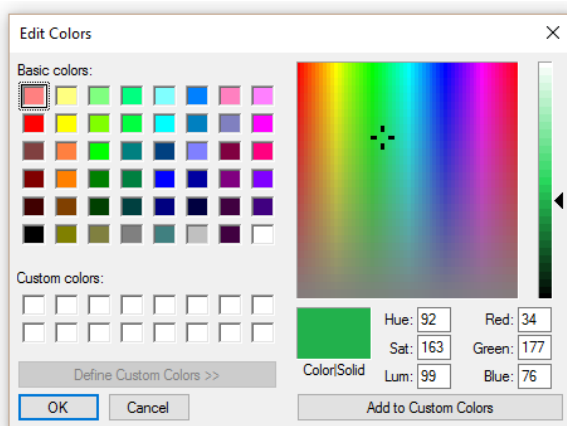 Edit Colors
Basic colors:
Custom colors:
Define Custom Colors >>
OK
Cancel
Color|Solid
Hue: 92
Sat: 163
Lum: 99
Red: 34
Green: 177
Blue: 76
Add to Custom Colors